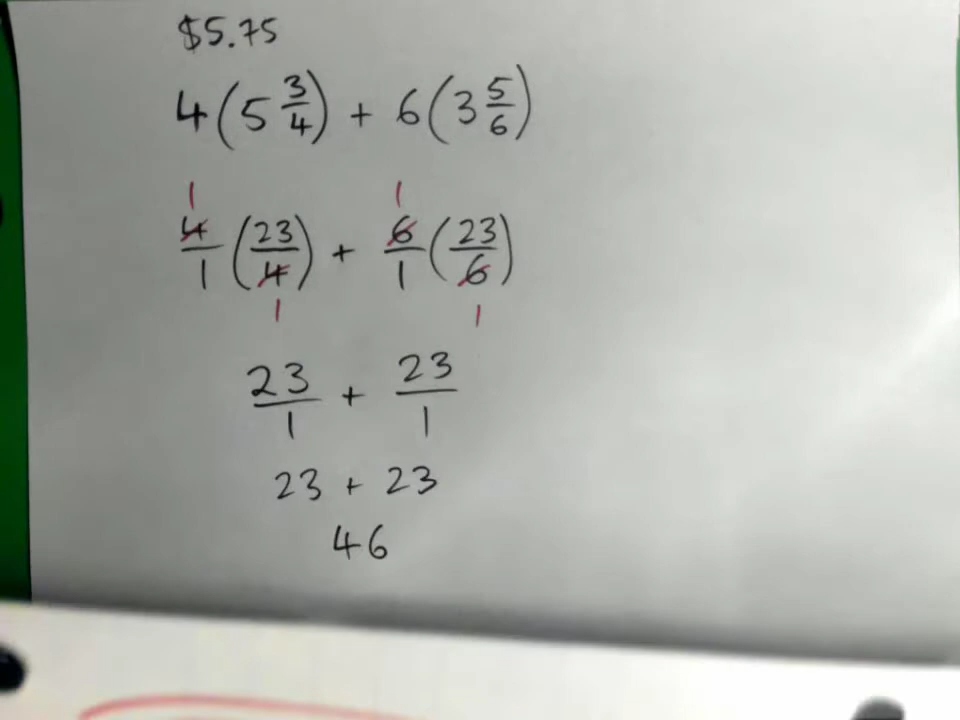 $5.75
4(5 3/4) + 6(3 5/6)
1 1
4/1 (23/4) + 6/1 (23/6)
1 1
23/1 + 23/1
23 + 23
46